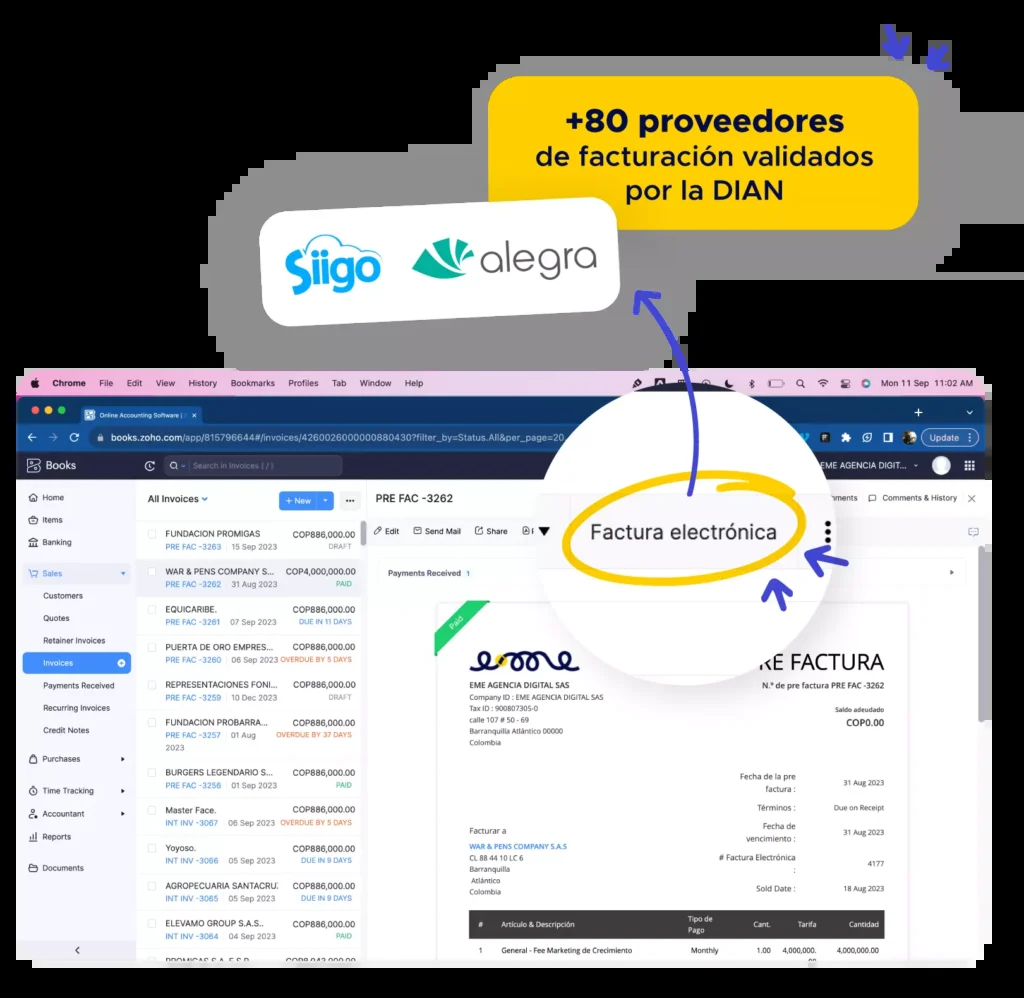 +80 proveedores
de facturación validados
por la DIAN
Siigo alegra
Chrome File Edit View History Bookmarks Profiles Tab Window Help Mon 11 Sep 11:02 AM
Online Accounting Software |
books.zoho.com/app/815796644#/invoices/4260026000000880430?filter_by=Status.All&per_page=20 Update
Books Search in Invoices ( / ) EME AGENCIA DIGIT...
Home
Items
Banking
Sales
Customers
Quotes
Retainer Invoices
Invoices
Payments Received
Recurring Invoices
Credit Notes
Purchases
Time Tracking
Accountant
Reports
Documents
All Invoices + New
FUNDACION PROMIGAS COP886,000.00
PRE FAC -3263 15 Sep 2023 DRAFT
WAR & PENS COMPANY S... COP4,000,000.00
PRE FAC -3262 31 Aug 2023 PAID
EQUICARIBE. COP886,000.00
PRE FAC -3261 07 Sep 2023 DUE IN 11 DAYS
PUERTA DE ORO EMPRES... COP886,000.00
PRE FAC -3260 06 Sep 2023 OVERDUE BY 5 DAYS
REPRESENTACIONES FONI... COP886,000.00
PRE FAC -3259 10 Dec 2023 DRAFT
FUNDACION PROBARRA... COP886,000.00
PRE FAC -3257 01 Aug OVERDUE BY 37 DAYS
2023
BURGERS LEGENDARIO S... COP886,000.00
PRE FAC -3256 01 Sep 2023 PAID
Master Face. COP886,000.00
INT INV -3067 06 Sep 2023 OVERDUE BY 5 DAYS
Yoyoso. COP886,000.00
INT INV -3066 05 Sep 2023 DUE IN 9 DAYS
AGROPECUARIA SANTACRU COP886,000.00
INT INV -3065 05 Sep 2023 DUE IN 9 DAYS
ELEVAMO GROUP S.A.S.. COP886,000.00
INT INV -3064 04 Sep 2023 PAID
PRE FAC -3262 Comments & History
Edit Send Mail Share
Factura electrónica
Payments Received 1
Paid
eme
EME AGENCIA DIGITAL SAS
Company ID : EME AGENCIA DIGITAL SAS
Tax ID : 900807305-0
calle 107 # 50 - 69
Barranquilla Atlántico 00000
Colombia
RE FACTURA
N.° de pre factura PRE FAC -3262
Saldo adeudado
COP0.00
Fecha de la pre
factura : 31 Aug 2023
Términos : Due on Receipt
Fecha de
vencimiento : 31 Aug 2023
# Factura Electrónica
: 4177
Sold Date : 18 Aug 2023
Facturar a
WAR & PENS COMPANY S.A.S
CL 88 44 10 LC 6
Barranquilla
Atlántico
Colombia
# Artículo & Descripción Tipo de Pago Cant. Tarifa Cantidad
1 General - Fee Marketing de Crecimiento Monthly 1.00 4,000,000. 4,000,000.00